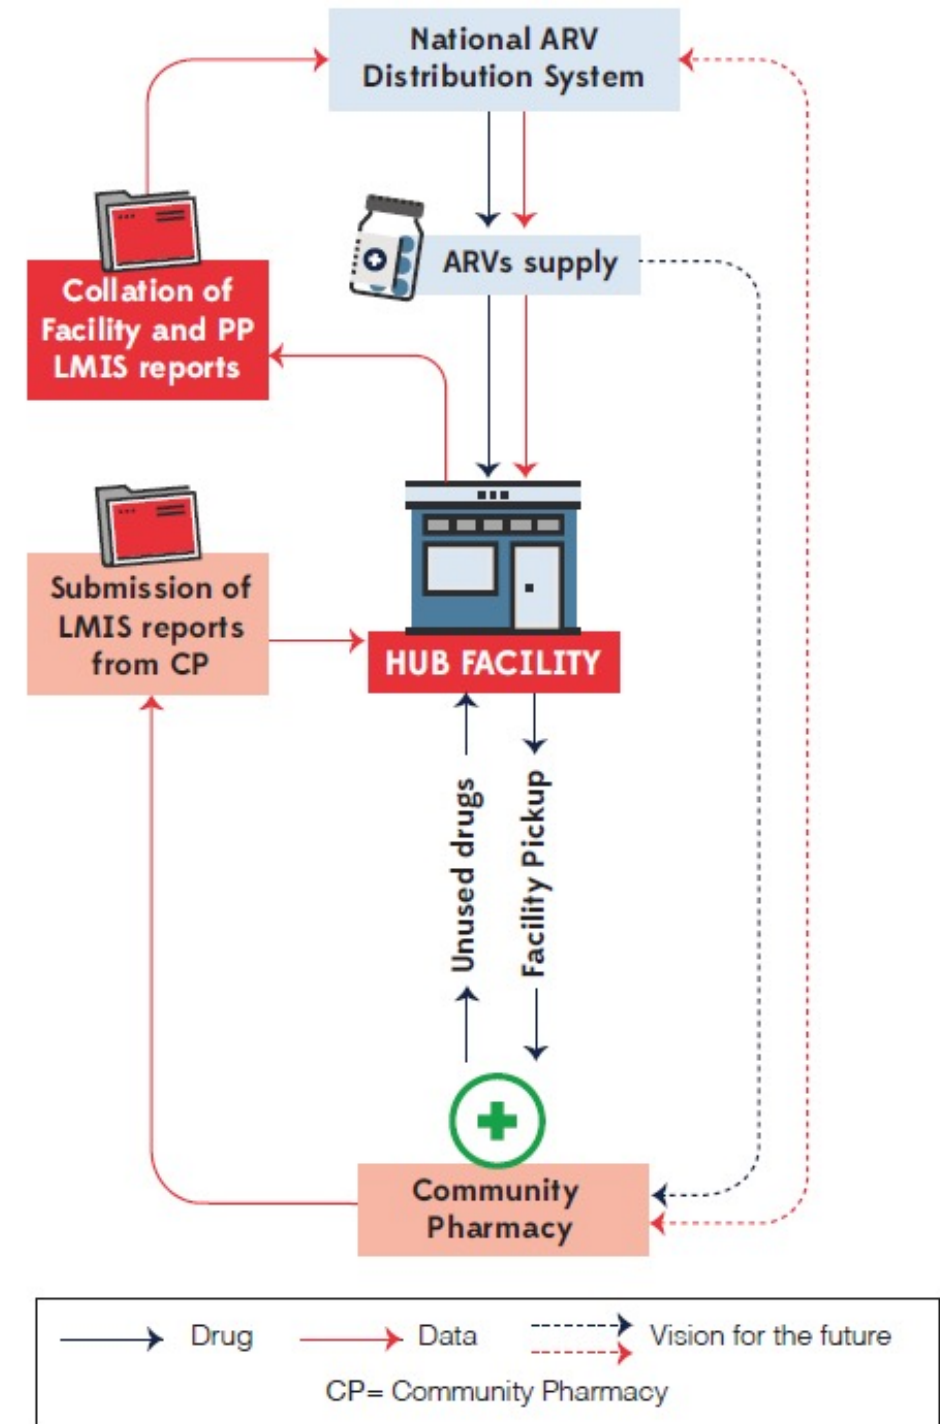 National ARV
Distribution System
ARVs supply
Collation of
Facility and PP
LMIS reports
Submission of
LMIS reports
from CP
HUB FACILITY
Unused drugs
Facility Pickup
Community
Pharmacy
Drug
Data
Vision for the future
CP= Community Pharmacy